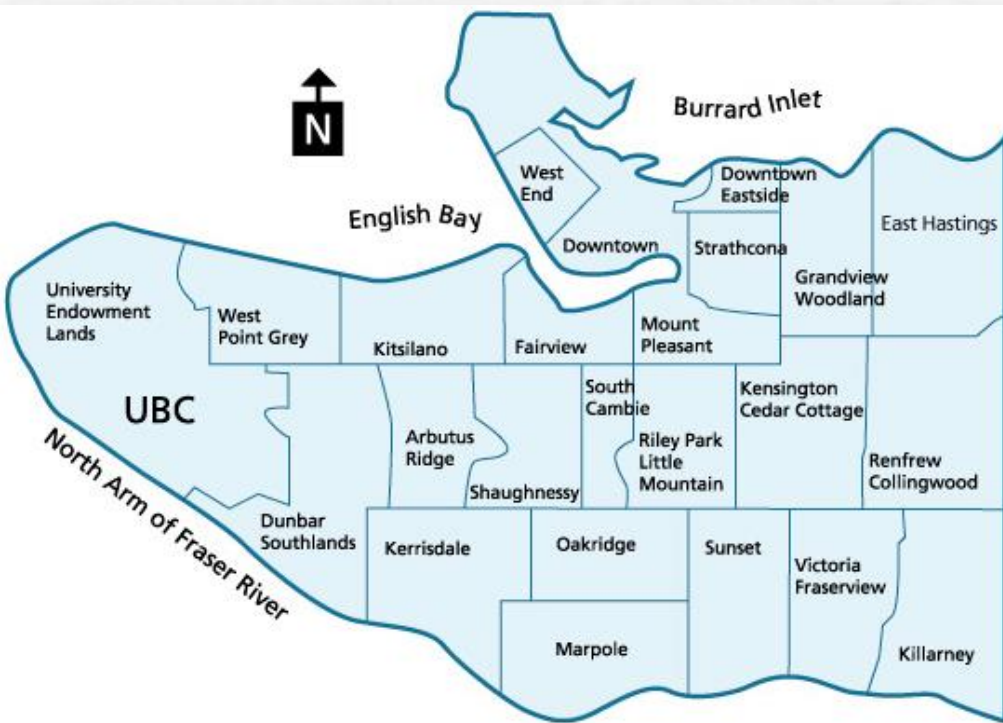 N
Burrard Inlet
English Bay
West
End
Downtown
Eastside
Downtown
Strathcona
East Hastings
Grandview
Woodland
University
Endowment
Lands
West
Point Grey
Kitsilano
Fairview
Mount
Pleasant
UBC
Arbutus
Ridge
Shaughnessy
South
Cambie
Riley Park
Little
Mountain
Kensington
Cedar Cottage
Renfrew
Collingwood
North Arm of Fraser River
Dunbar
Southlands
Kerrisdale
Oakridge
Sunset
Victoria
Fraserview
Marpole
Killarney